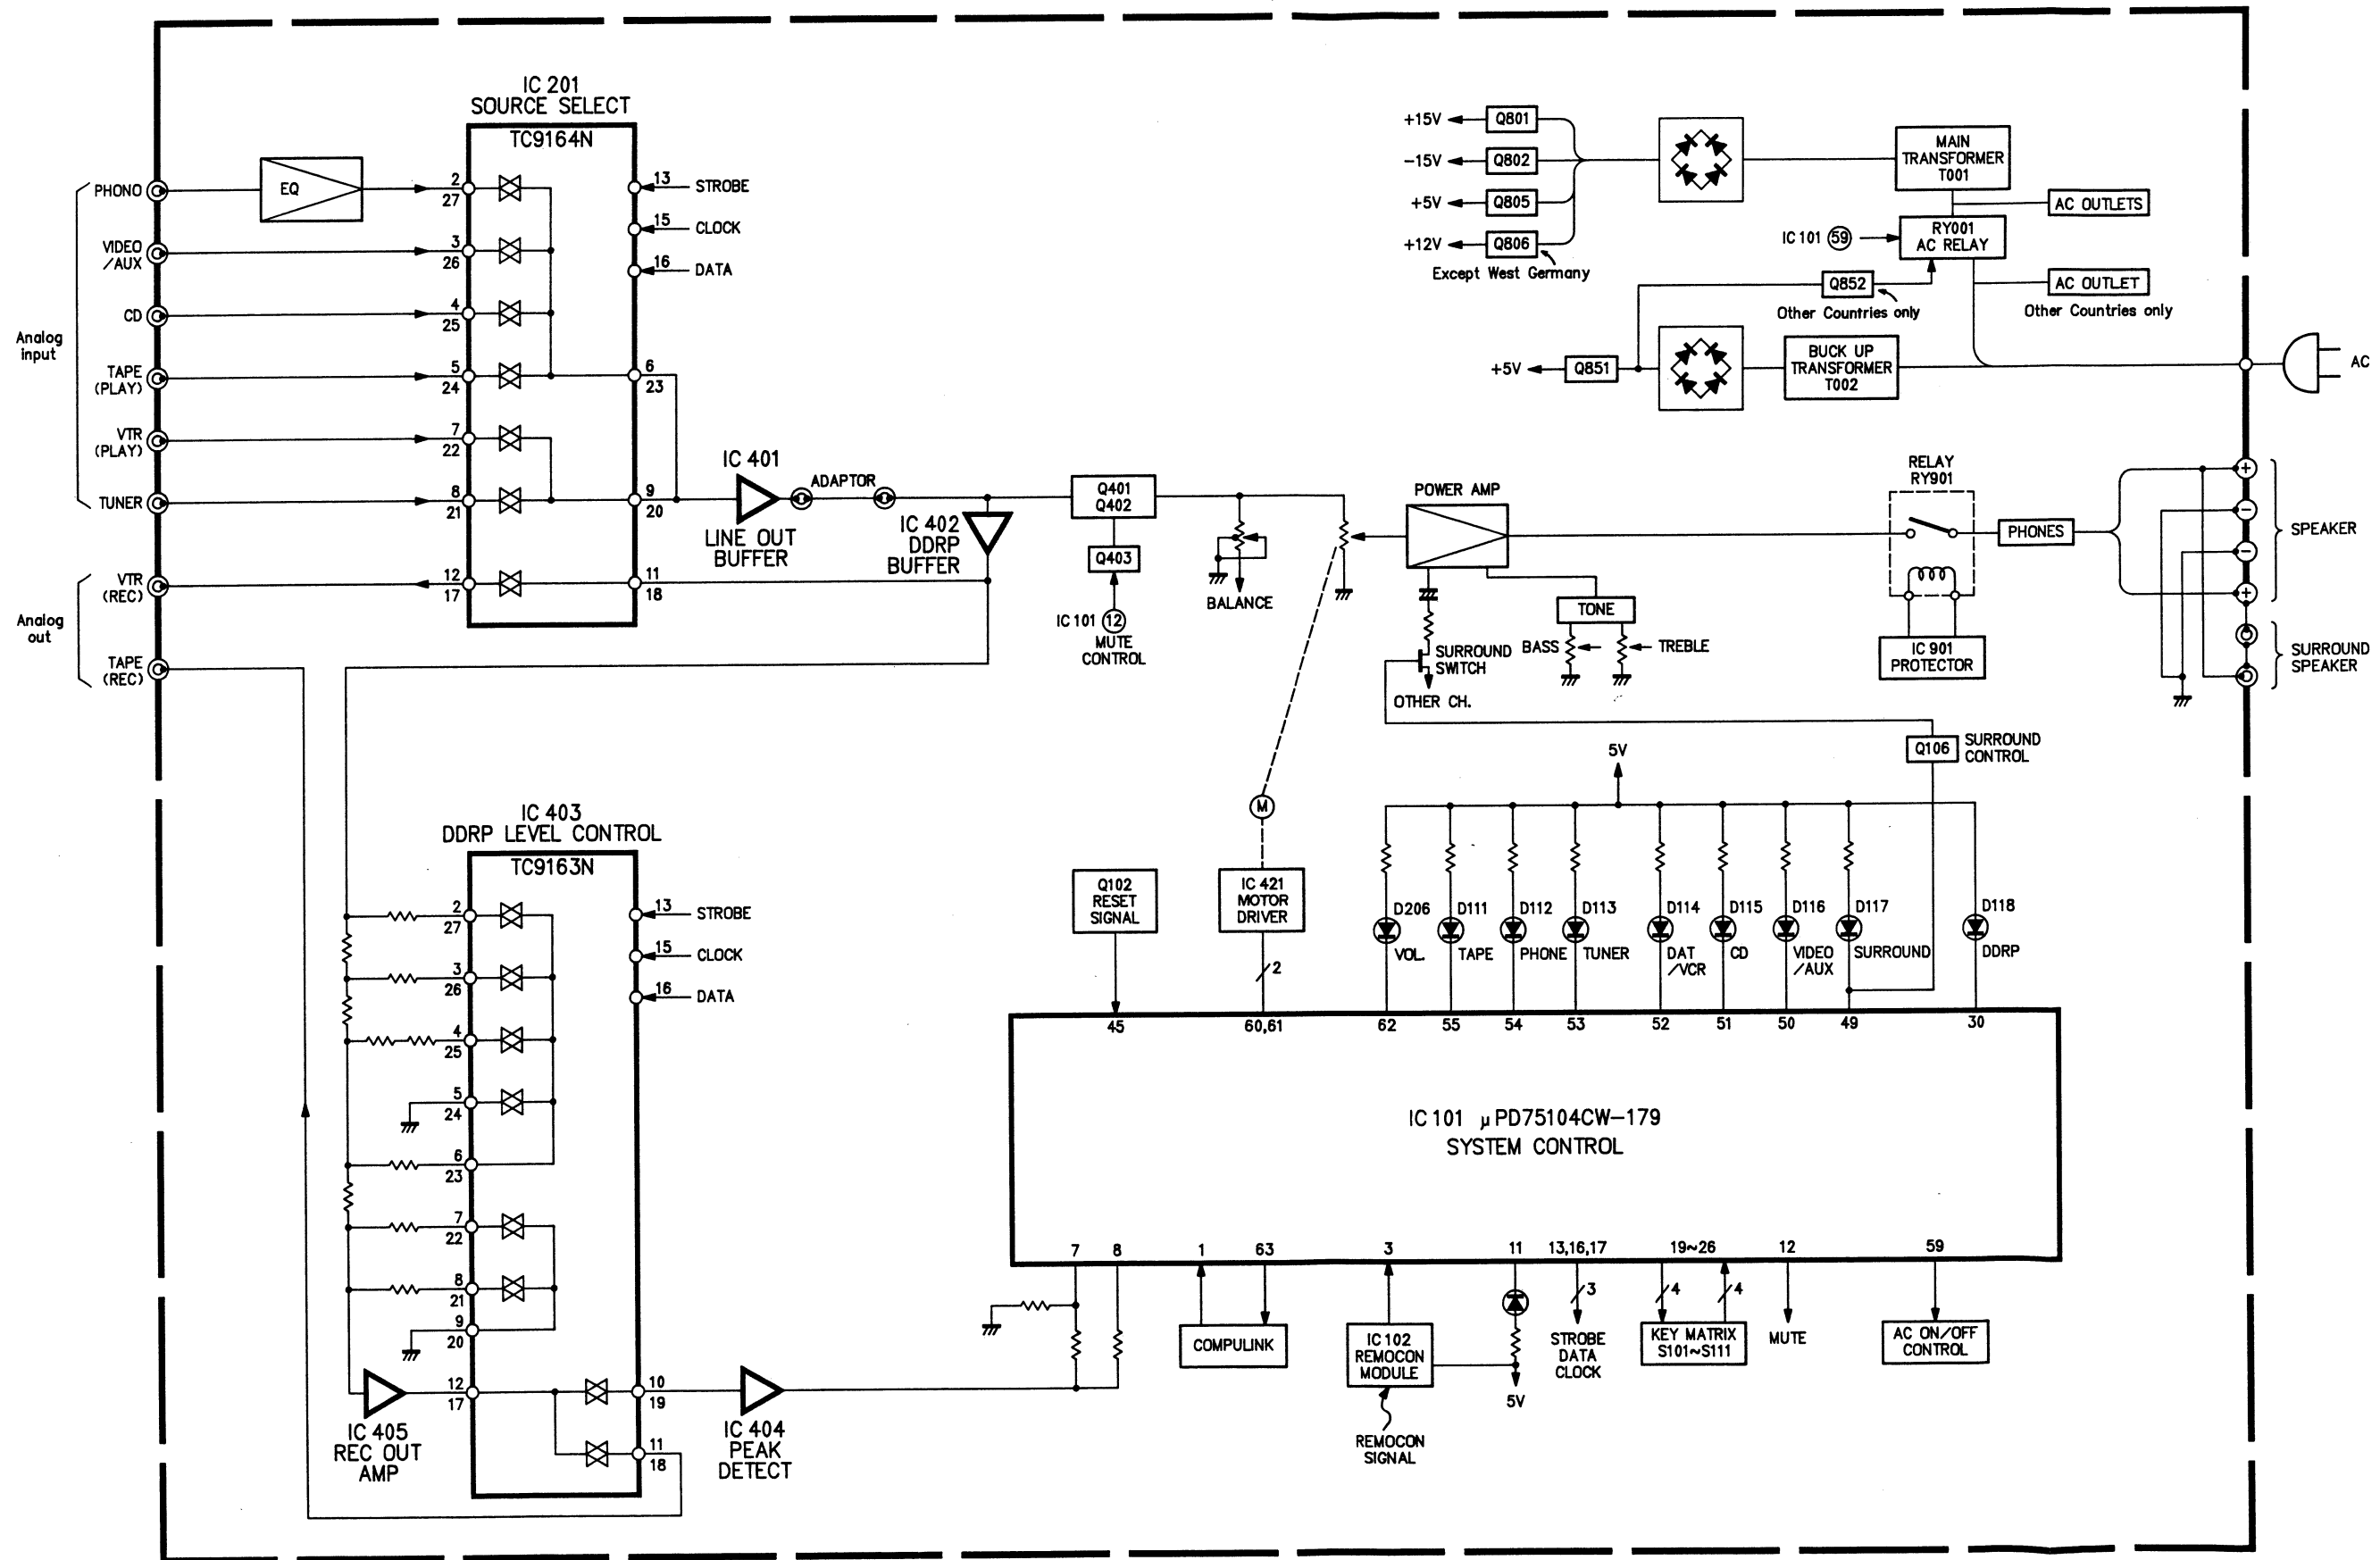 IC 201
SOURCE SELECT
TC9164N
PHONO
EQ
2
27
13
STROBE
VIDEO
/AUX
3
26
15
CLOCK
16
DATA
CD
4
25
Analog
input
TAPE
(PLAY)
5
24
6
23
VTR
(PLAY)
7
22
TUNER
8
21
9
20
VTR
(REC)
12
17
11
18
Analog
out
TAPE
(REC)
IC 401
LINE OUT
BUFFER
ADAPTOR
IC 402
DDRP
BUFFER
Q401
Q402
Q403
IC 101 12
MUTE
CONTROL
BALANCE
+15V
Q801
-15V
Q802
+5V
Q805
+12V
Q806
Except West Germany
MAIN
TRANSFORMER
T001
AC OUTLETS
IC 101 59
RY001
AC RELAY
Q852
Other Countries only
AC OUTLET
Other Countries only
+5V
Q851
BUCK UP
TRANSFORMER
T002
AC
POWER AMP
RELAY
RY901
PHONES
SPEAKER
TONE
BASS
TREBLE
SURROUND
SWITCH
OTHER CH.
IC 901
PROTECTOR
SURROUND
SPEAKER
Q106
SURROUND
CONTROL
5V
M
IC 403
DDRP LEVEL CONTROL
TC9163N
2
27
13
STROBE
3
26
15
CLOCK
16
DATA
4
25
5
24
6
23
7
22
8
21
9
20
12
17
10
19
11
18
IC 405
REC OUT
AMP
IC 404
PEAK
DETECT
Q102
RESET
SIGNAL
IC 421
MOTOR
DRIVER
2
D206
VOL.
D111
TAPE
D112
PHONE
D113
TUNER
D114
DAT
/VCR
D115
CD
D116
VIDEO
/AUX
D117
SURROUND
D118
DDRP
45
60,61
62
55
54
53
52
51
50
49
30
IC 101 μPD75104CW-179
SYSTEM CONTROL
7
8
1
63
3
11
13,16,17
19~26
12
59
COMPULINK
IC 102
REMOCON
MODULE
REMOCON
SIGNAL
5V
3
STROBE
DATA
CLOCK
4
4
KEY MATRIX
S101~S111
MUTE
AC ON/OFF
CONTROL